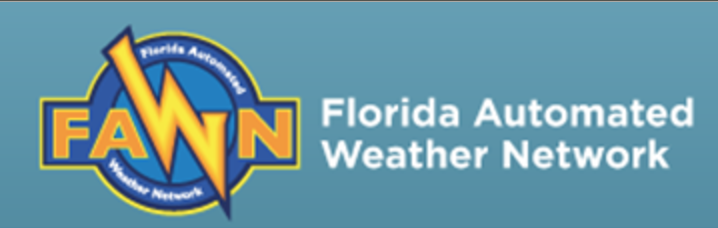 Florida Automated
FAWN
Weather Network
Florida Automated
Weather Network